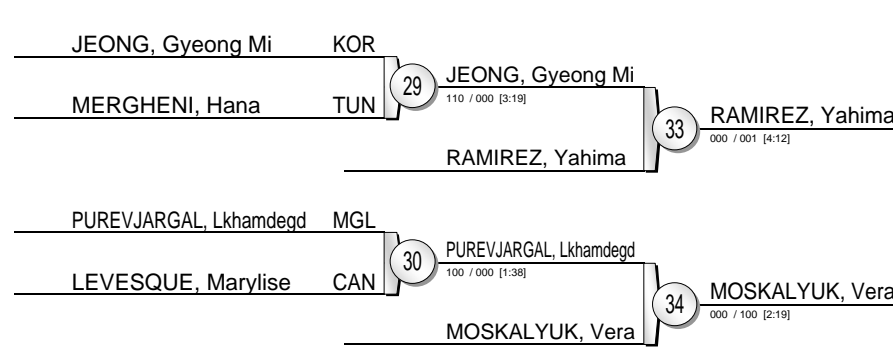 JEONG, Gyeong Mi KOR
MERGHENI, Hana TUN
29
JEONG, Gyeong Mi
110 / 000 [3:19]
RAMIREZ, Yahima
33
RAMIREZ, Yahima
000 / 001 [4:12]
PUREVJARGAL, Lkhamdegd MGL
LEVESQUE, Marylise CAN
30
PUREVJARGAL, Lkhamdegd
100 / 000 [1:38]
MOSKALYUK, Vera
34
MOSKALYUK, Vera
000 / 100 [2:19]